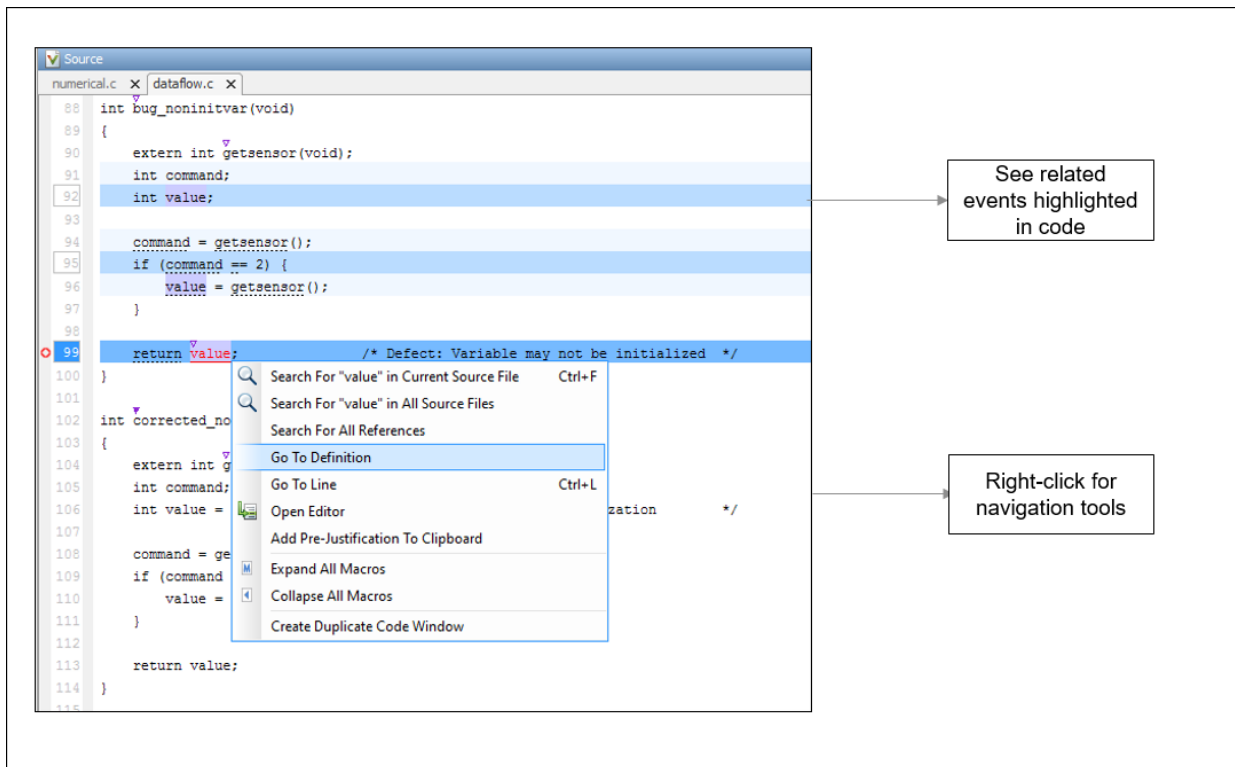 Source
numerical.c X dataflow.c X
88 int bug_noninitvar(void)
89 {
90 extern int getsensor(void);
91 int command;
92 int value;
93
94 command = getsensor();
95 if (command == 2) {
96 value = getsensor();
97 }
98
99 return value; /* Defect: Variable may not be initialized */
100 }
101
102 int corrected_no
103 {
104 extern int g
105 int command;
106 int value = zation */
107
108 command = ge
109 if (command
110 value =
111 }
112
113 return value;
114 }
115
Search For "value" in Current Source File Ctrl+F
Search For "value" in All Source Files
Search For All References
Go To Definition
Go To Line Ctrl+L
Open Editor
Add Pre-Justification To Clipboard
M Expand All Macros
Collapse All Macros
Create Duplicate Code Window
See related
events highlighted
in code
Right-click for
navigation tools